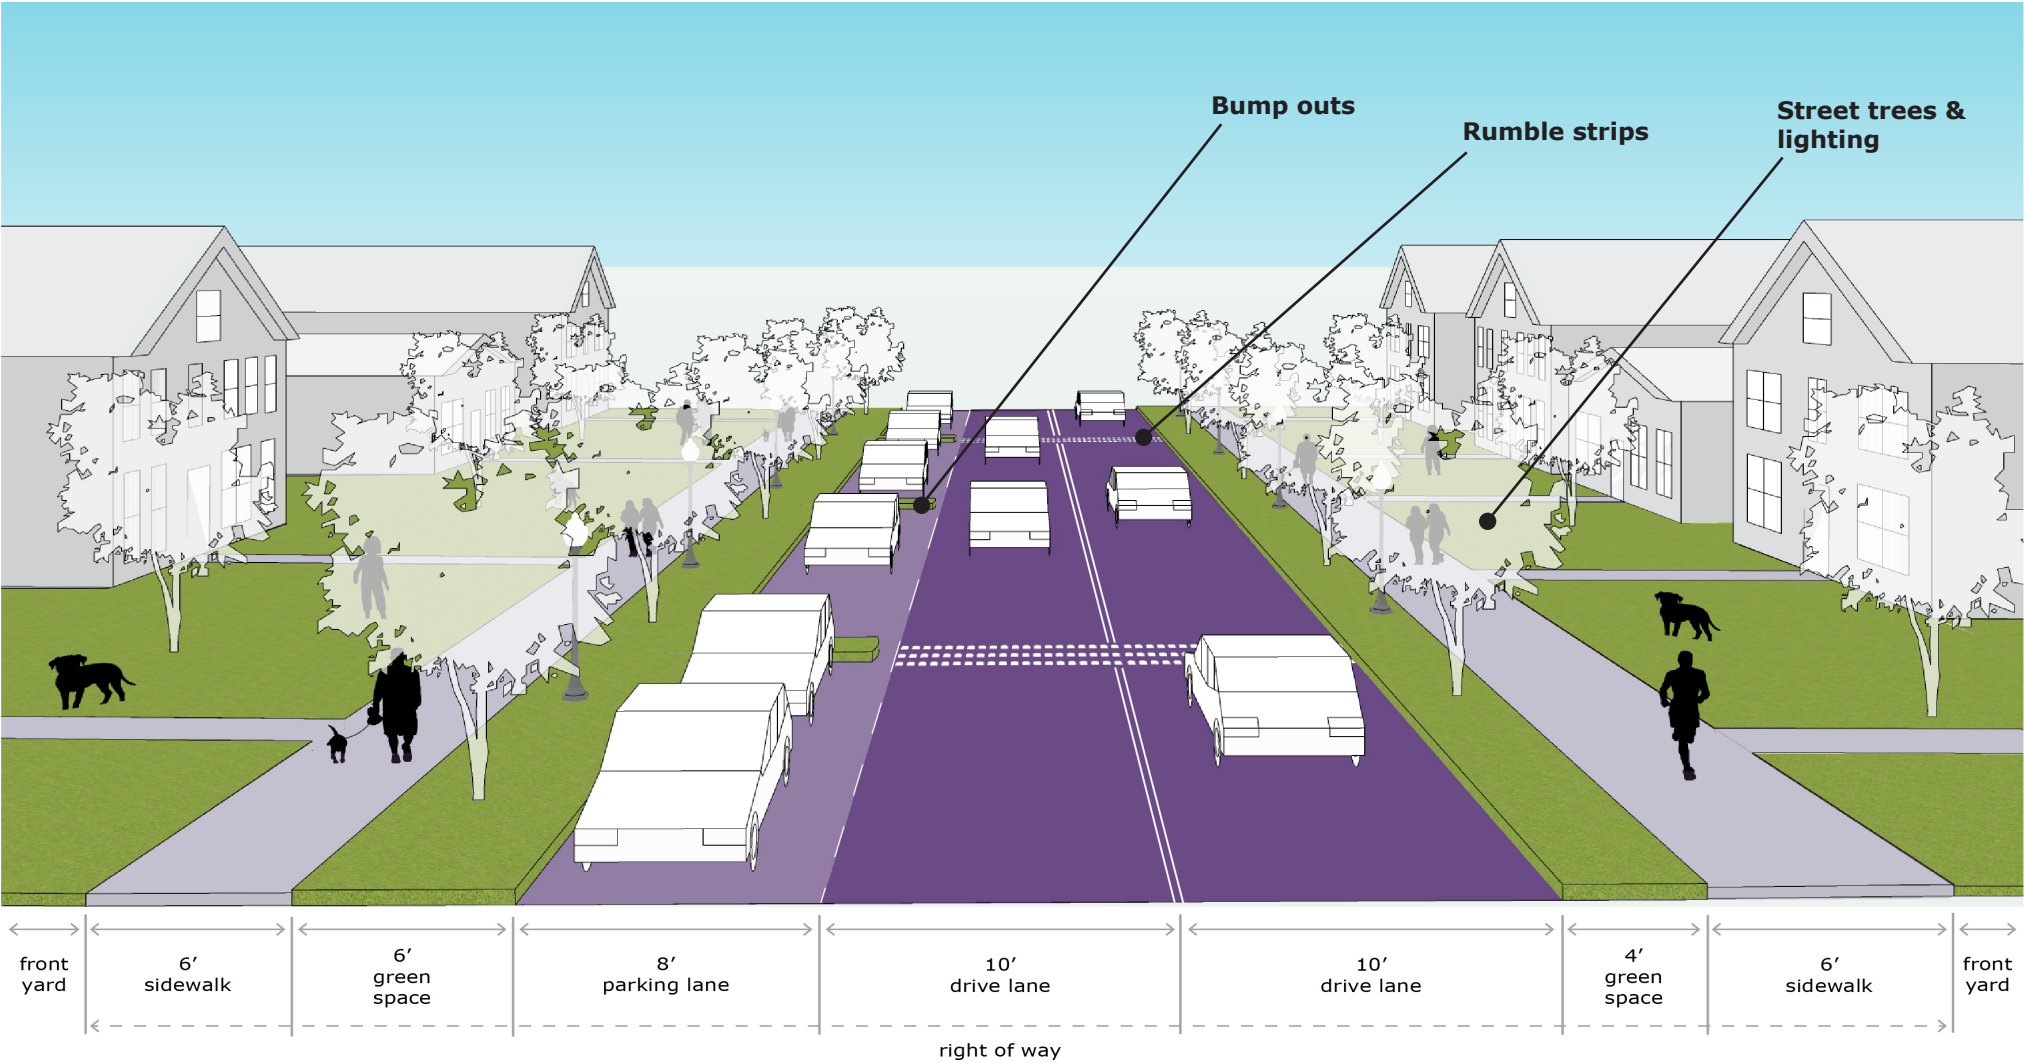 Bump outs
Rumble strips
Street trees &
lighting
front
yard
6’
sidewalk
6’
green
space
8’
parking lane
10’
drive lane
10’
drive lane
4’
green
space
6’
sidewalk
front
yard
right of way